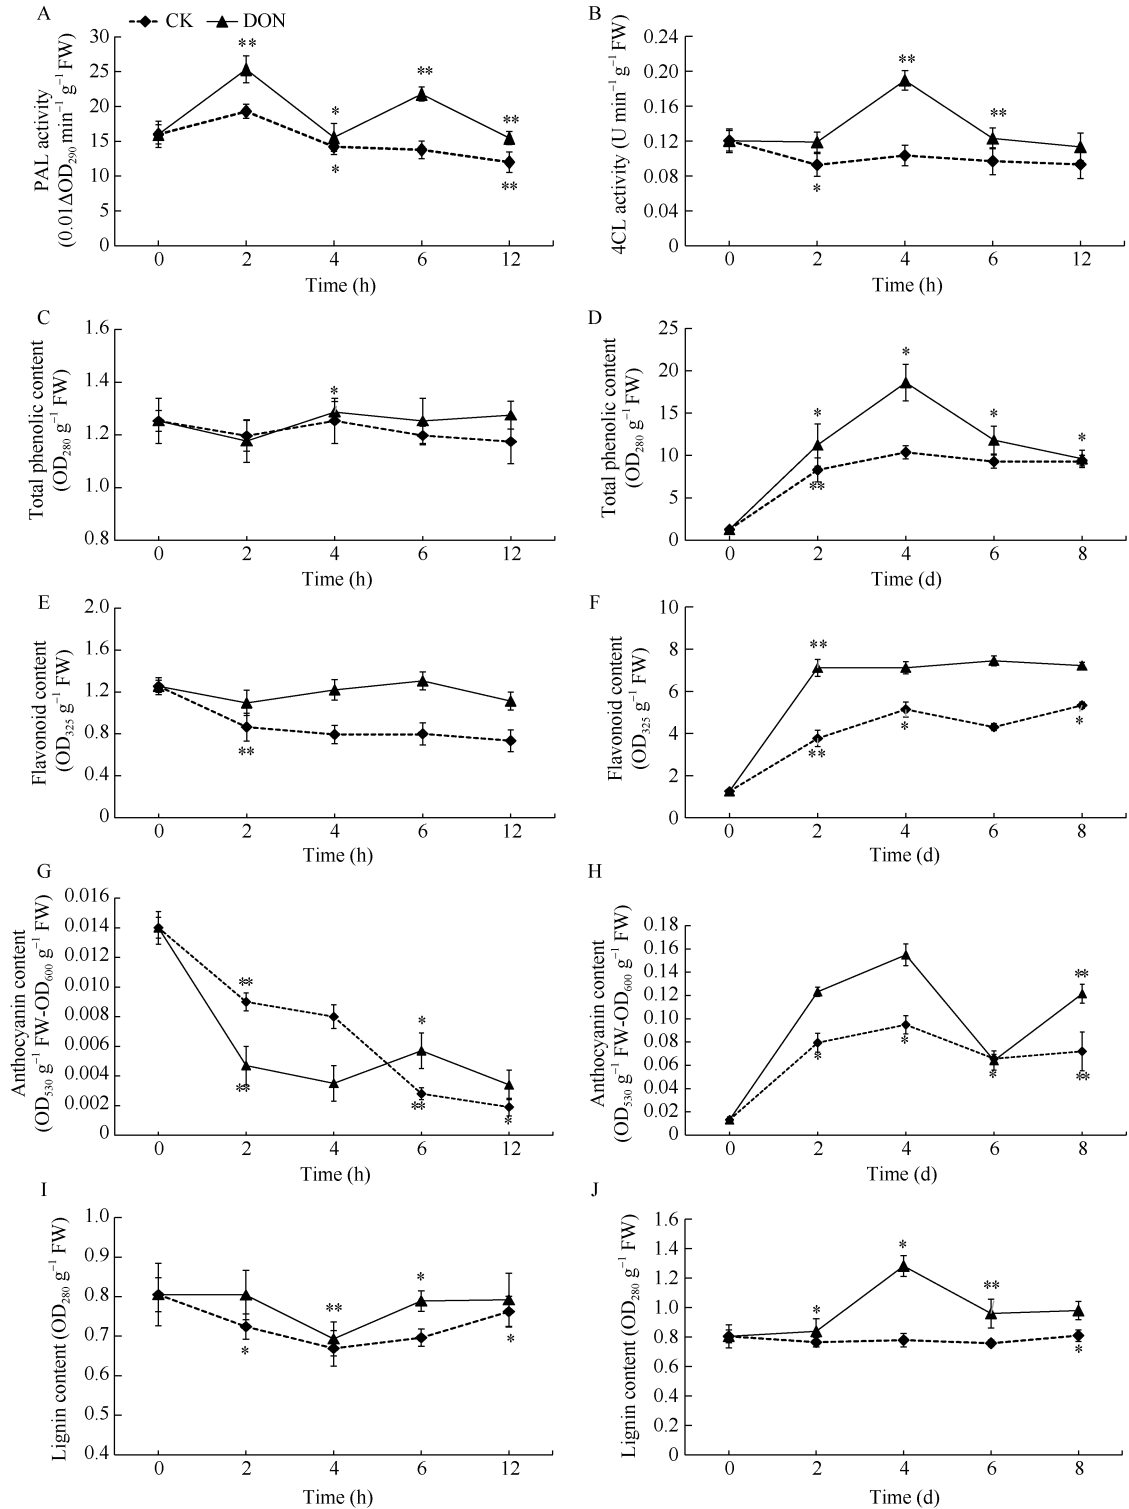 A
CK DON
PAL activity
(0.01ΔOD290 min−1 g−1 FW)
30
25
20
15
10
5
0
** * ** **
* **
0 2 4 6 12
Time (h)
B
4CL activity (U min−1 g−1 FW)
0.24
0.20
0.16
0.12
0.08
0.04
0
** **
*
0 2 4 6 12
Time (h)
C
Total phenolic content
(OD280 g−1 FW)
1.6
1.4
1.2
1.0
0.8
*
0 2 4 6 12
Time (h)
D
Total phenolic content
(OD280 g−1 FW)
25
20
15
10
5
0
* * * *
**
0 2 4 6 8
Time (d)
E
Flavonoid content
(OD325 g−1 FW)
2.0
1.6
1.2
0.8
0.4
0
**
0 2 4 6 12
Time (h)
F
Flavonoid content
(OD325 g−1 FW)
10
8
6
4
2
0
**
** * *
0 2 4 6 8
Time (d)
G
Anthocyanin content
(OD530 g−1 FW-OD600 g−1 FW)
0.016
0.014
0.012
0.010
0.008
0.006
0.004
0.002
0
** *
** ** *
0 2 4 6 12
Time (h)
H
Anthocyanin content
(OD530 g−1 FW-OD600 g−1 FW)
0.18
0.16
0.14
0.12
0.10
0.08
0.06
0.04
0.02
0
**
* * * **
0 2 4 6 8
Time (d)
I
Lignin content (OD280 g−1 FW)
1.0
0.9
0.8
0.7
0.6
0.5
0.4
** *
* *
0 2 4 6 12
Time (h)
J
Lignin content (OD280 g−1 FW)
1.6
1.4
1.2
1.0
0.8
0.6
0.4
0.2
0
* * **
*
0 2 4 6 8
Time (d)